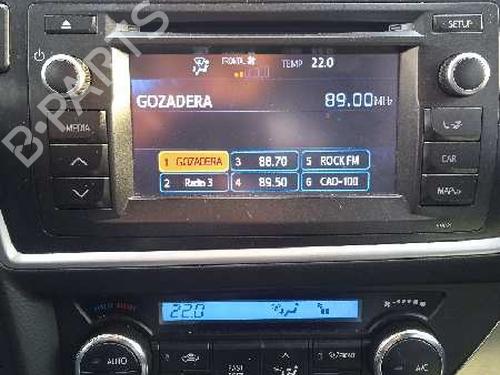 SETUP
FRONTAL
TEMP 22.0
GOZADERA 89.00MHz
1 GOZADERA 3 88.70 5 ROCK FM
2 Radio 3 4 89.50 6 CAD-100
MEDIA
CAR
MAP
B-PARTS
22.0
AUTO
A/C